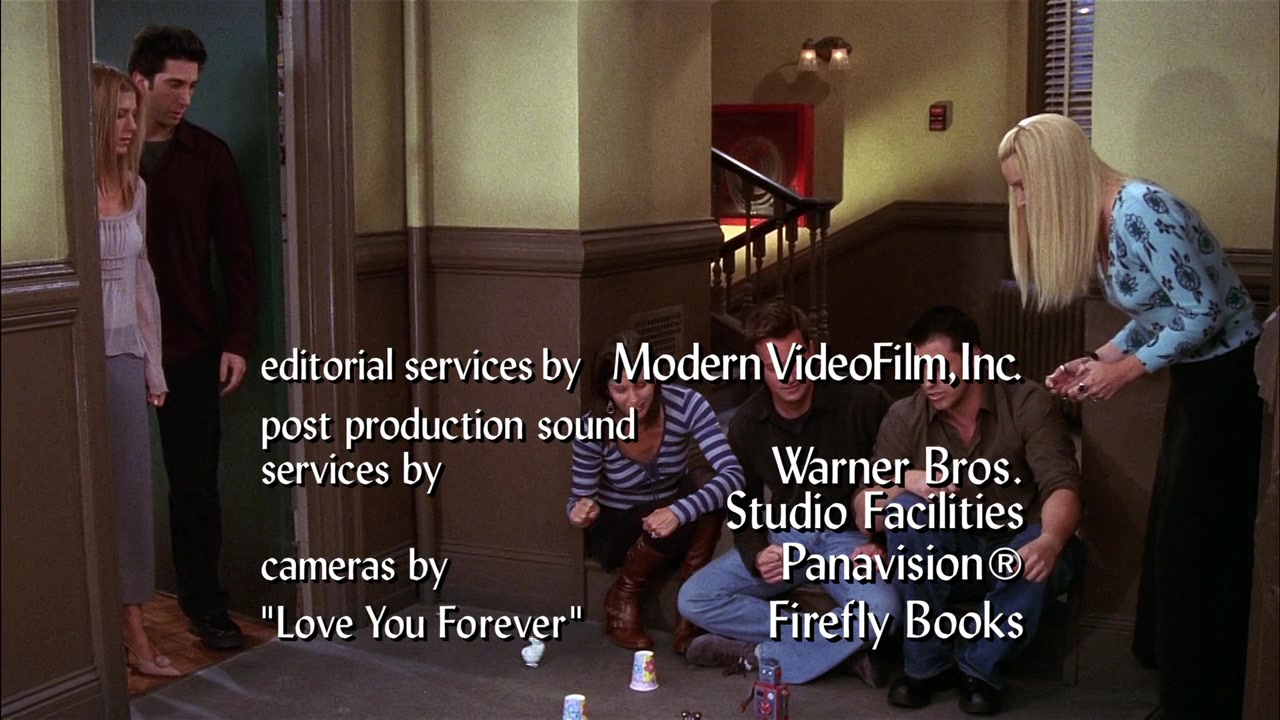 editorial services by Modern VideoFilm, Inc.
post production sound
services by Warner Bros.
Studio Facilities
cameras by Panavision®
"Love You Forever" Firefly Books